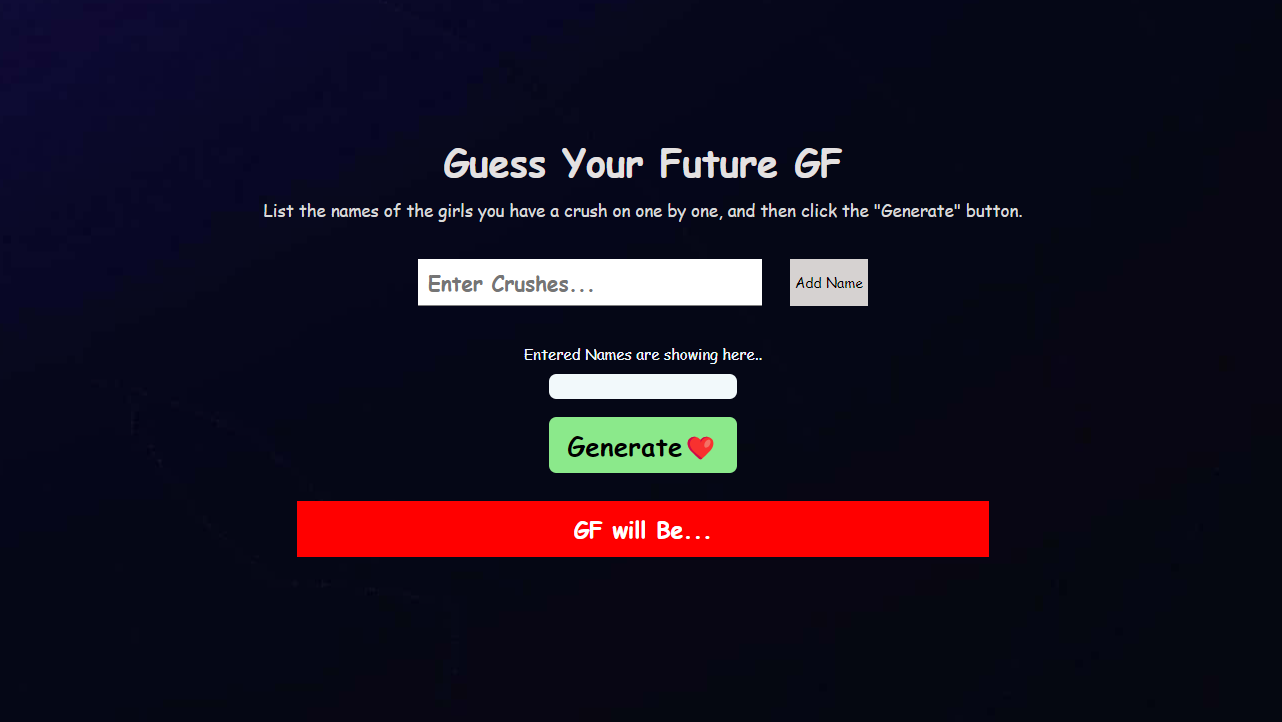 Guess Your Future GF
List the names of the girls you have a crush on one by one, and then click the "Generate" button.
Enter Crushes...
Add Name
Entered Names are showing here..
Generate❤️
GF will Be...